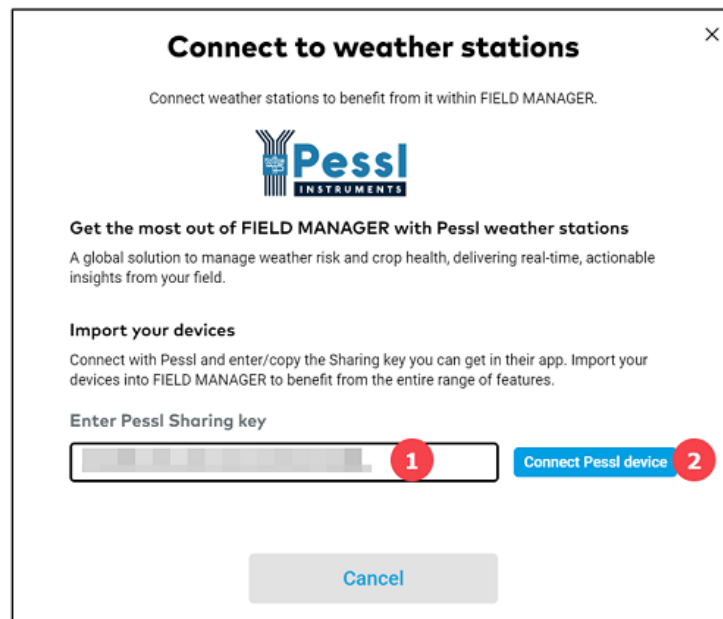 Connect to weather stations
Connect weather stations to benefit from it within FIELD MANAGER.
Pessl
INSTRUMENTS
Get the most out of FIELD MANAGER with Pessl weather stations
A global solution to manage weather risk and crop health, delivering real-time, actionable
insights from your field.
Import your devices
Connect with Pessl and enter/copy the Sharing key you can get in their app. Import your
devices into FIELD MANAGER to benefit from the entire range of features.
Enter Pessl Sharing key
1 Connect Pessl device 2
Cancel